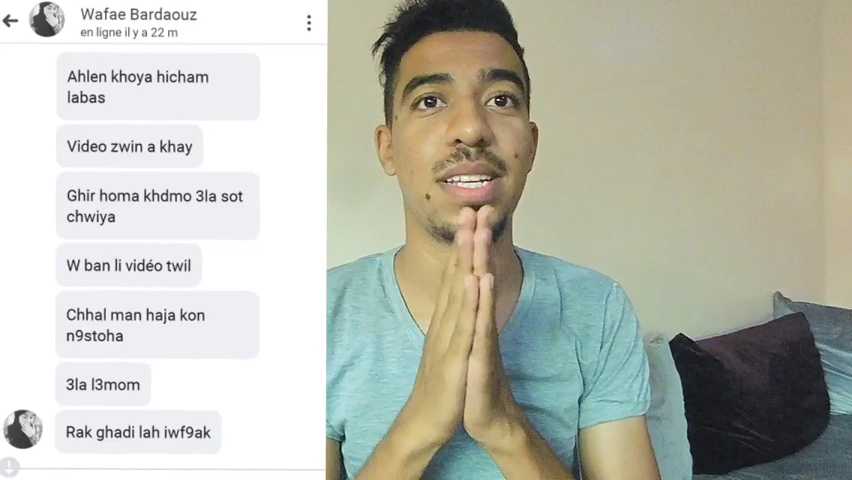 Wafae Bardaouz
en ligne il y a 22 m
Ahlen khoya hicham
labas
Video zwin a khay
Ghir homa khdmo 3la sot
chwiya
W ban li vidéo twil
Chhal man haja kon
n9stoha
3la l3mom
Rak ghadi lah iwf9ak